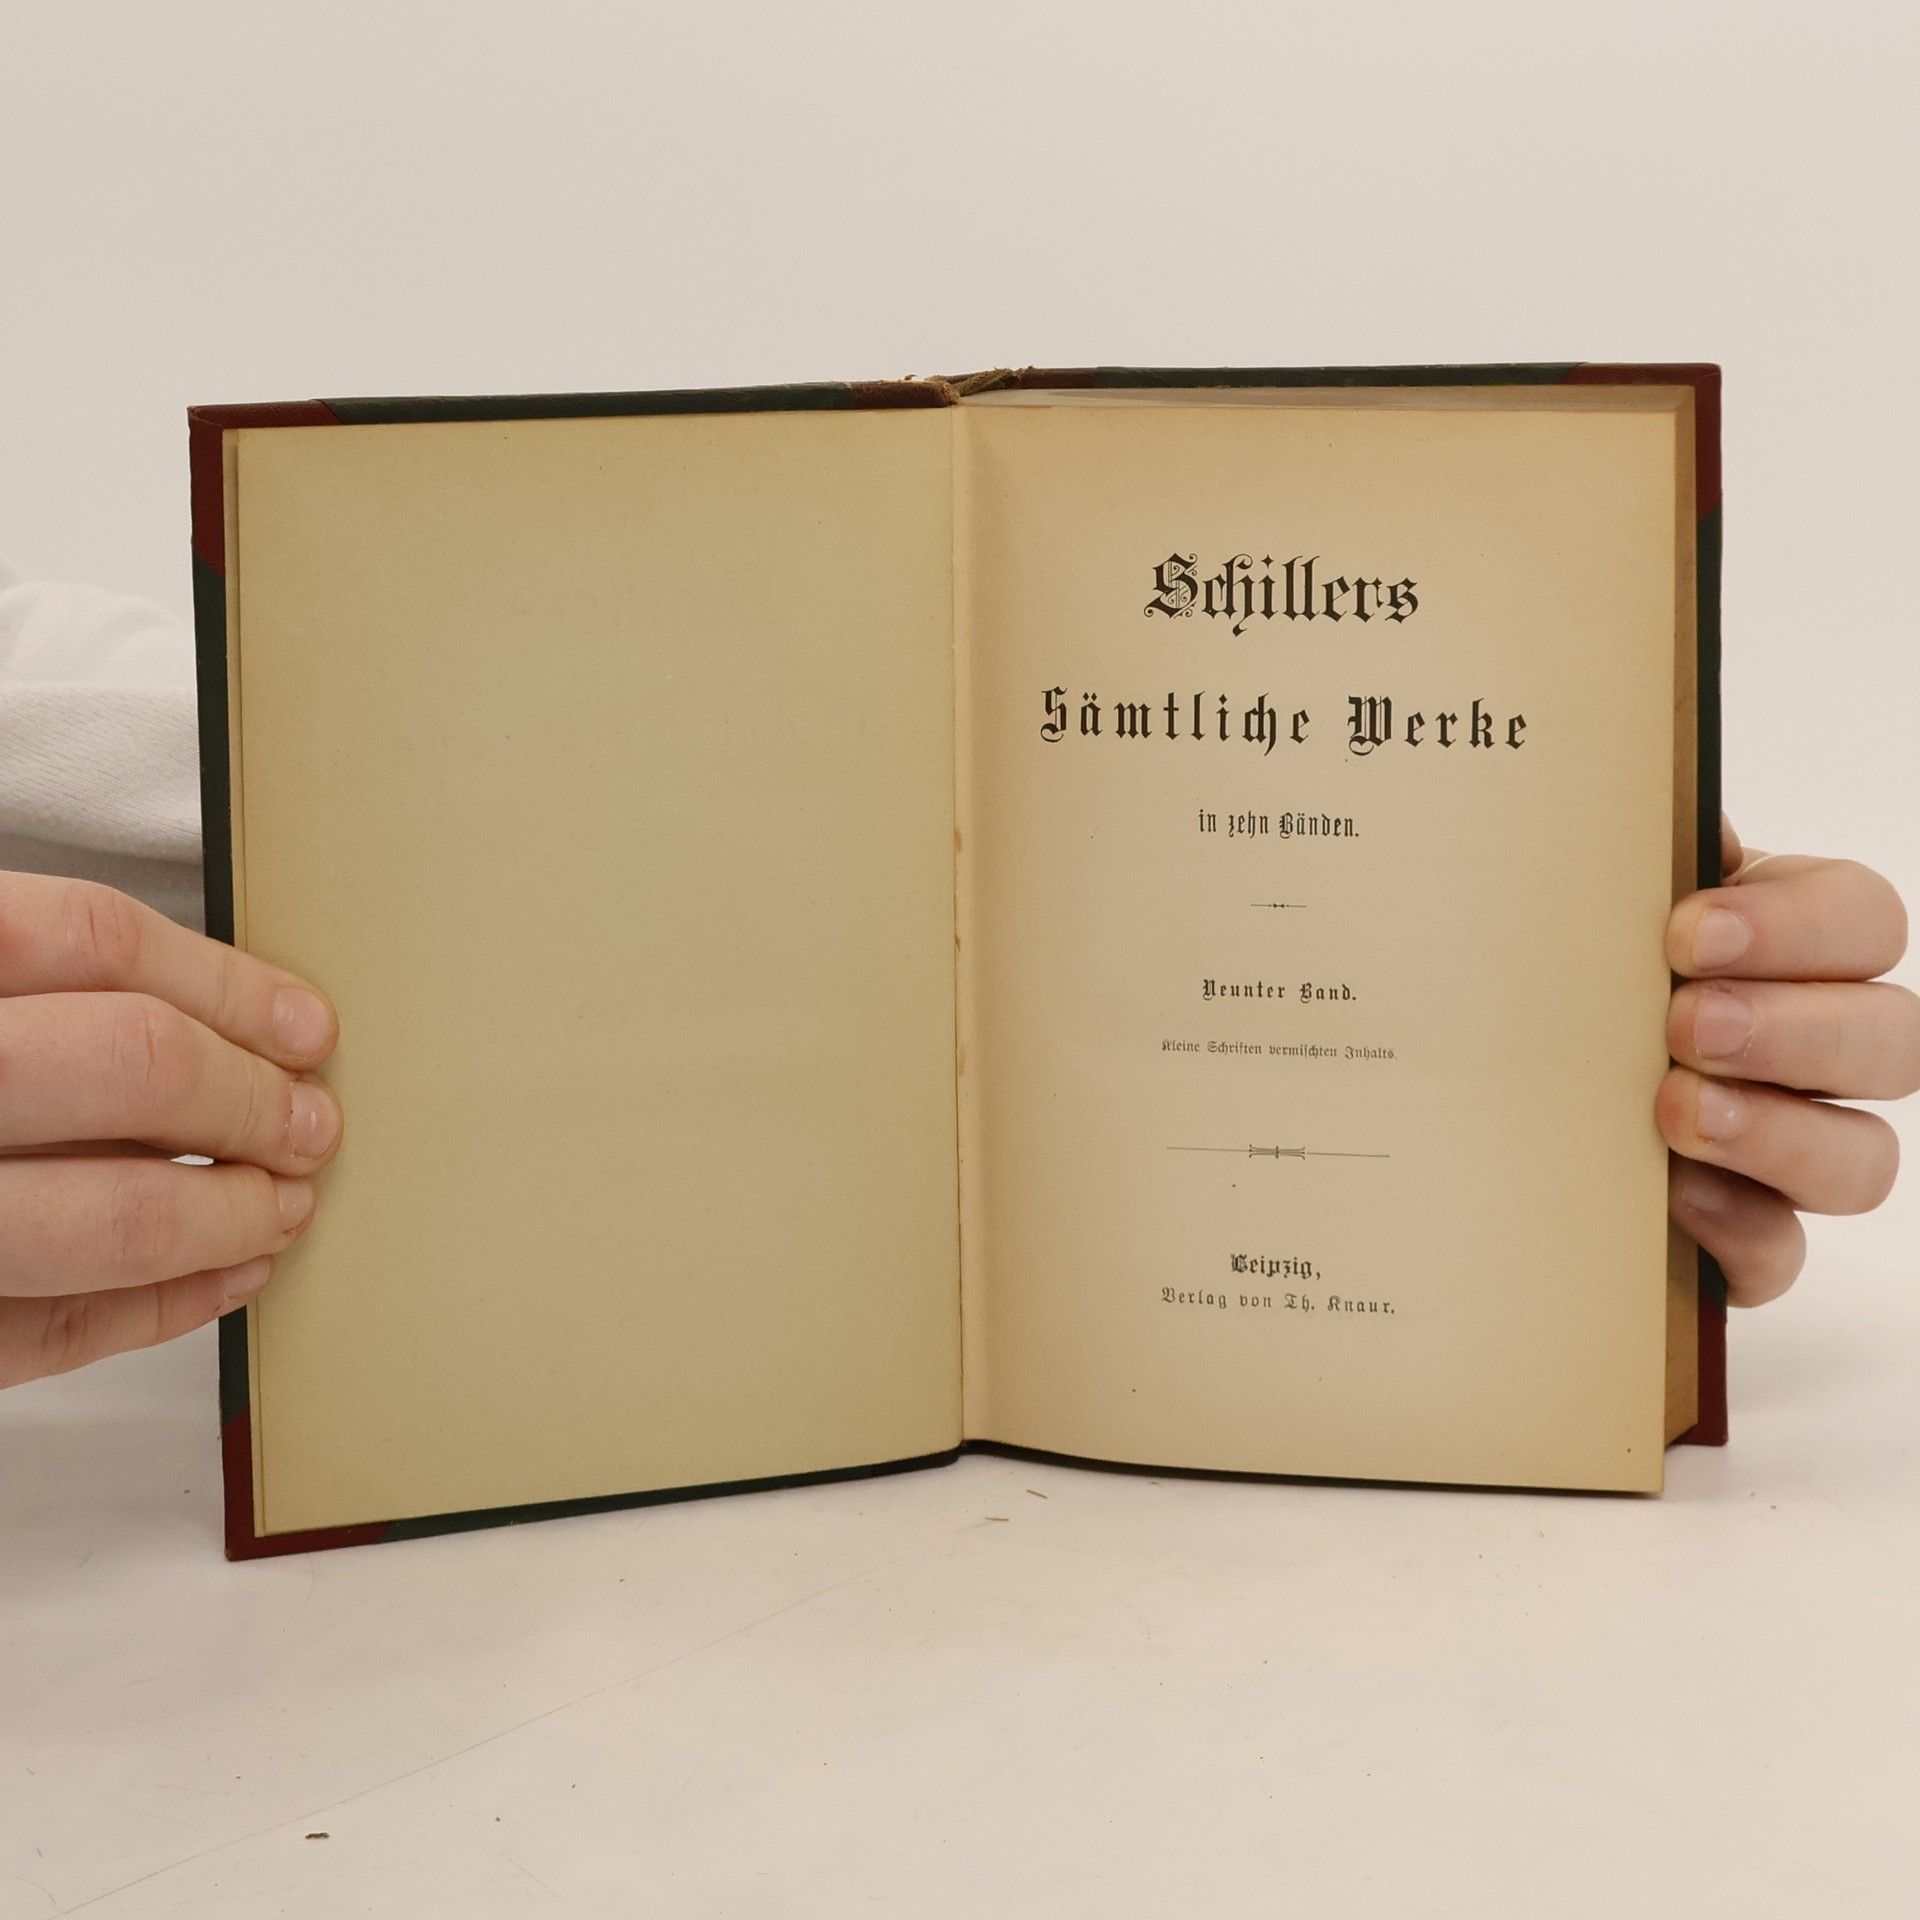 Schillers
Sämtliche Werke
in zehn Bänden.
Neunter Band.
Kleine Schriften vermischten Inhalts.
Leipzig,
Verlag von Th. Knaur.